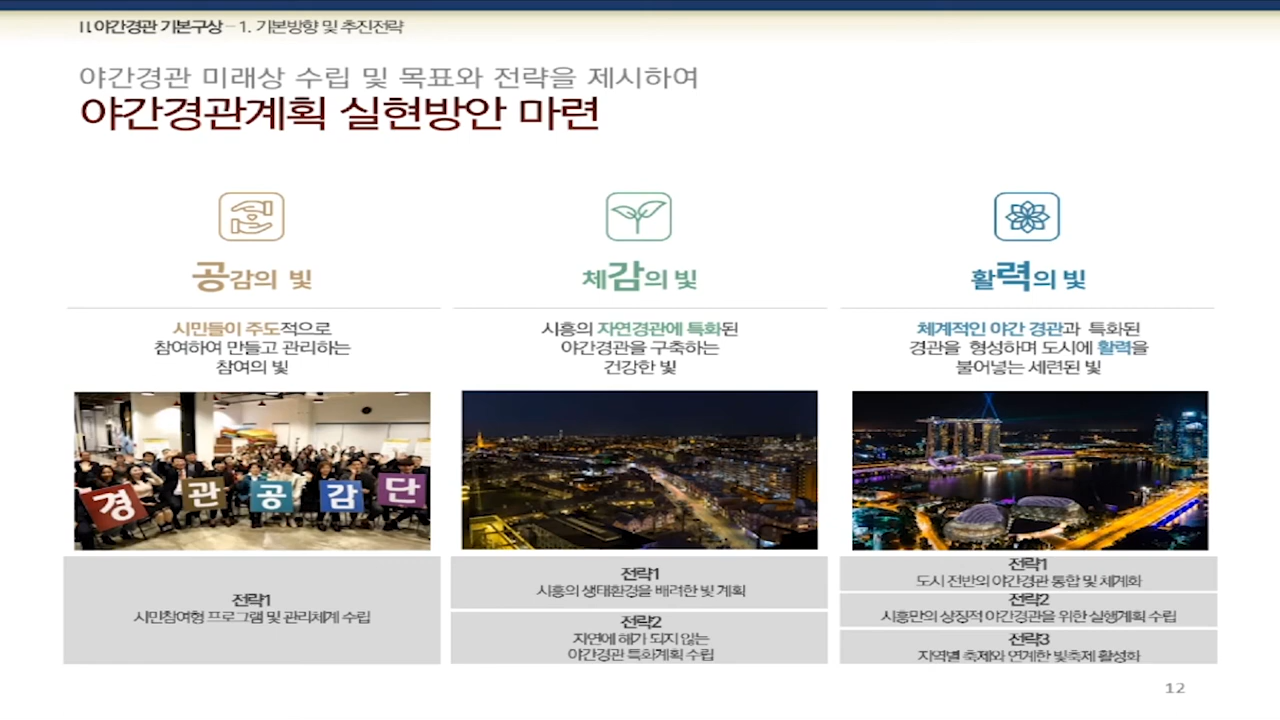 II.야간경관 기본구상 – 1. 기본방향 및 추진전략
야간경관 미래상 수립 및 목표와 전략을 제시하여
야간경관계획 실현방안 마련
공감의 빛
시민들이 주도적으로
참여하여 만들고 관리하는
참여의 빛
경관공감단
전략1
시민참여형 프로그램 및 관리체계 수립
체감의 빛
시흥의 자연경관에 특화된
야간경관을 구축하는
건강한 빛
전략1
시흥의 생태환경을 배려한 빛 계획
전략2
자연에 해가 되지 않는
야간경관 특화계획 수립
활력의 빛
체계적인 야간 경관과 특화된
경관을 형성하며 도시에 활력을
불어넣는 세련된 빛
전략1
도시 전반의 야간경관 통합 및 체계화
전략2
시흥만의 상징적 야간경관을 위한 실행계획 수립
전략3
지역별 축제와 연계한 빛축제 활성화
12